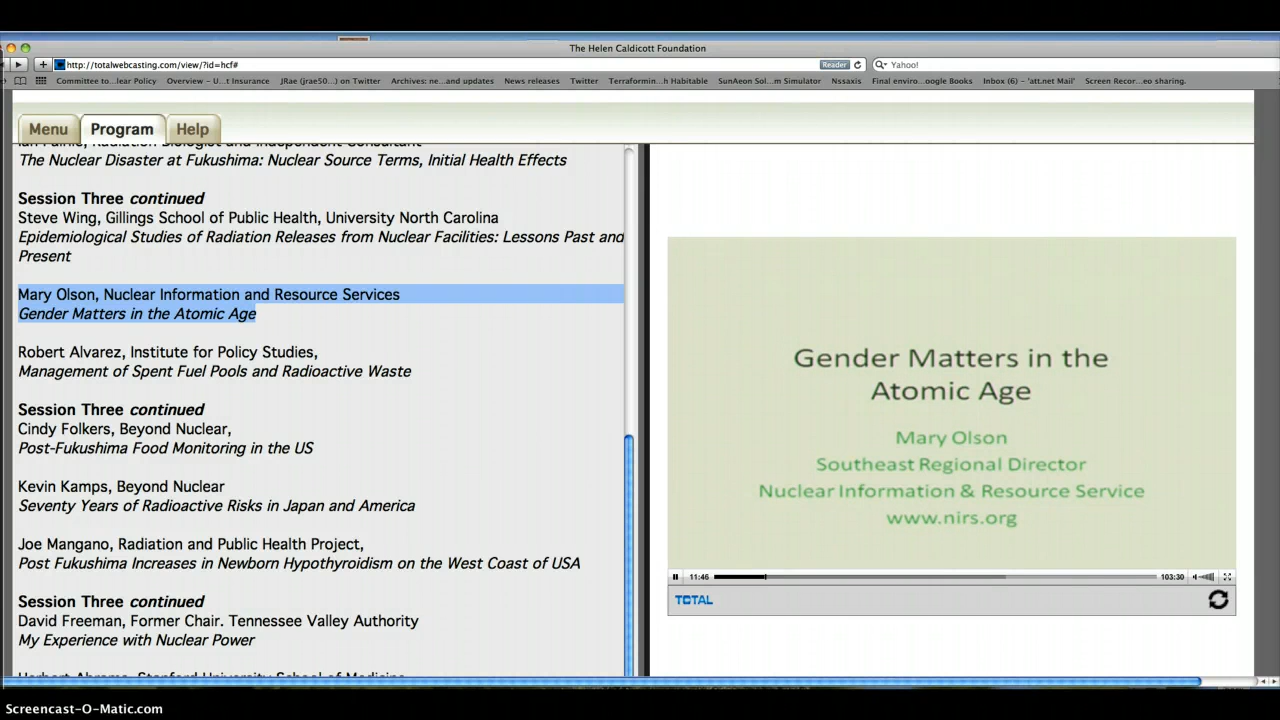 The Helen Caldicott Foundation
http://totalwebcasting.com/view/?id=hcf#
Reader
Yahoo!
Committee to...lear Policy
Overview – U...t Insurance
JRae (jrae50...) on Twitter
Archives: ne...and updates
News releases
Twitter
Terraformin...h Habitable
SunAeon Sol...m Simulator
Nssaxis
Final enviro...oogle Books
Inbox (6) – 'att.net Mail'
Screen Recor...eo sharing.
Menu
Program
Help
The Nuclear Disaster at Fukushima: Nuclear Source Terms, Initial Health Effects
Session Three continued
Steve Wing, Gillings School of Public Health, University North Carolina
Epidemiological Studies of Radiation Releases from Nuclear Facilities: Lessons Past and
Present
Mary Olson, Nuclear Information and Resource Services
Gender Matters in the Atomic Age
Robert Alvarez, Institute for Policy Studies,
Management of Spent Fuel Pools and Radioactive Waste
Session Three continued
Cindy Folkers, Beyond Nuclear,
Post-Fukushima Food Monitoring in the US
Kevin Kamps, Beyond Nuclear
Seventy Years of Radioactive Risks in Japan and America
Joe Mangano, Radiation and Public Health Project,
Post Fukushima Increases in Newborn Hypothyroidism on the West Coast of USA
Session Three continued
David Freeman, Former Chair. Tennessee Valley Authority
My Experience with Nuclear Power
Gender Matters in the
Atomic Age
Mary Olson
Southeast Regional Director
Nuclear Information & Resource Service
www.nirs.org
11:46
103:30
TOTAL
Screencast-O-Matic.com